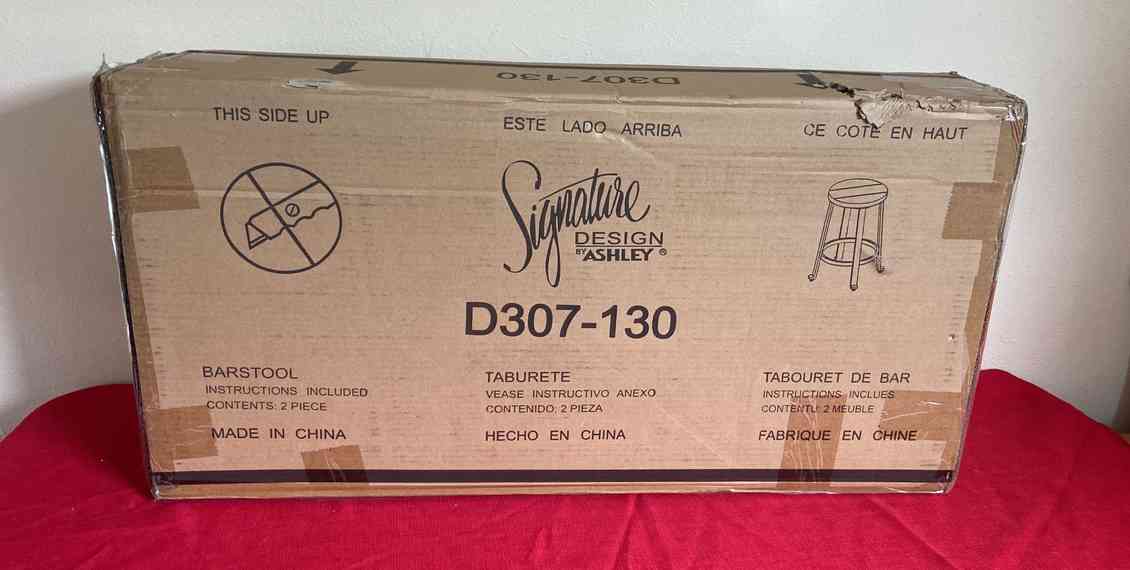 D307-130
THIS SIDE UP
ESTE LADO ARRIBA
CE COTE EN HAUT
Signature
DESIGN
BY ASHLEY ®
D307-130
BARSTOOL
INSTRUCTIONS INCLUDED
CONTENTS: 2 PIECE
MADE IN CHINA
TABURETE
VEASE INSTRUCTIVO ANEXO
CONTENIDO: 2 PIEZA
HECHO EN CHINA
TABOURET DE BAR
INSTRUCTIONS INCLUES
CONTENTU: 2 MEUBLE
FABRIQUE EN CHINE